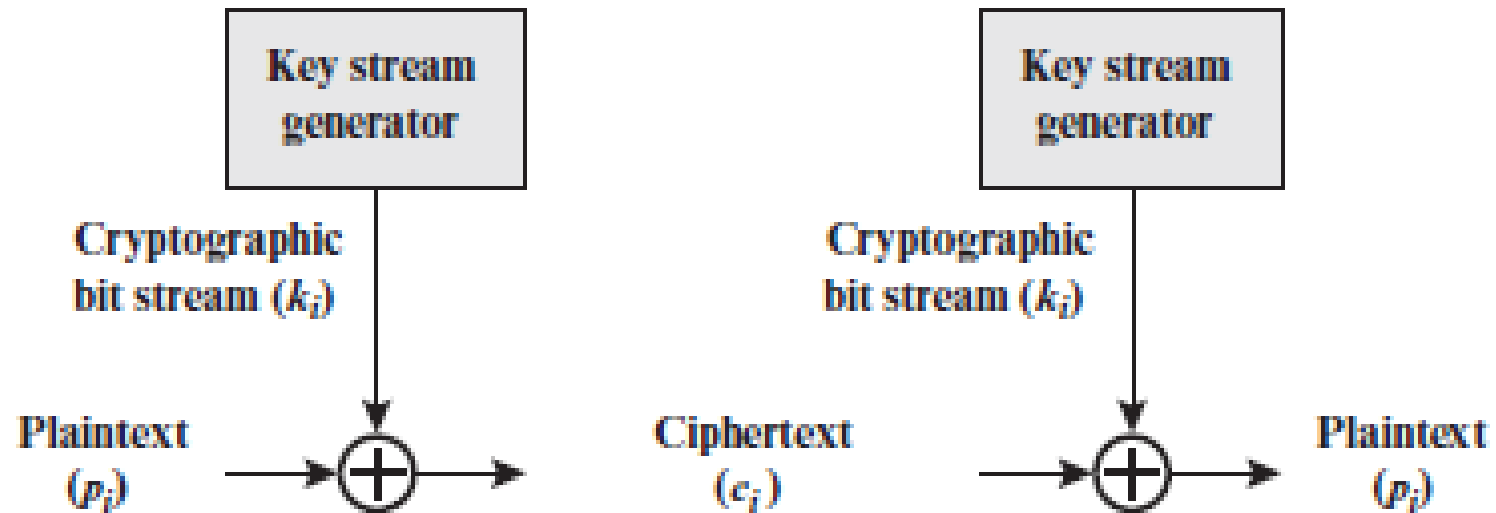 Key stream
generator
Key stream
generator
Cryptographic
bit stream (ki)
Cryptographic
bit stream (ki)
Plaintext
(pi)
Ciphertext
(ci)
Plaintext
(pi)